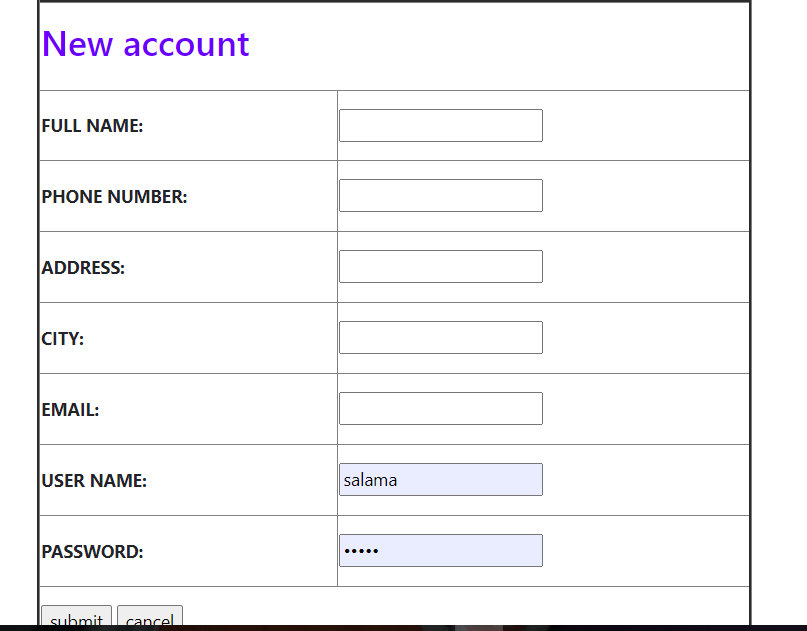 New account
FULL NAME:
PHONE NUMBER:
ADDRESS:
CITY:
EMAIL:
USER NAME: salama
PASSWORD: •••••
submit cancel